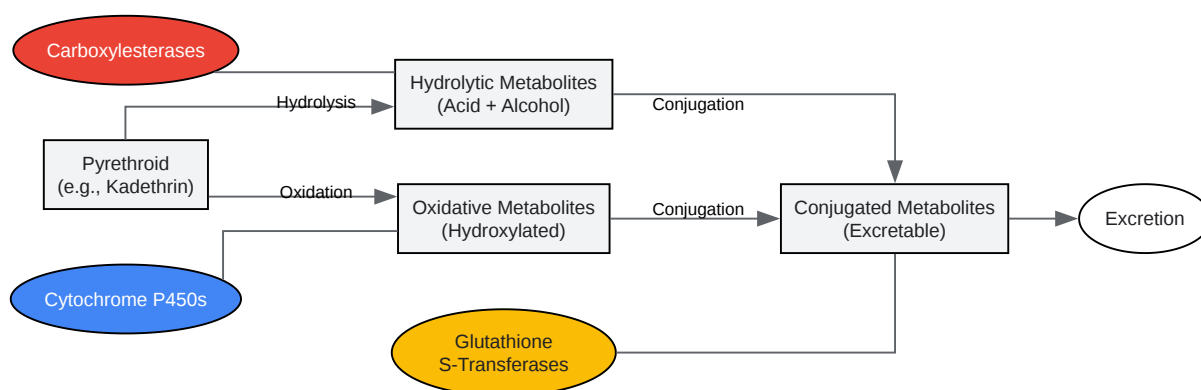 Carboxylesterases
Hydrolytic Metabolites
(Acid + Alcohol)
Hydrolysis
Conjugation
Pyrethroid
(e.g., Kadethrin)
Oxidation
Oxidative Metabolites
(Hydroxylated)
Conjugation
Conjugated Metabolites
(Excretable)
Excretion
Cytochrome P450s
Glutathione
S-Transferases